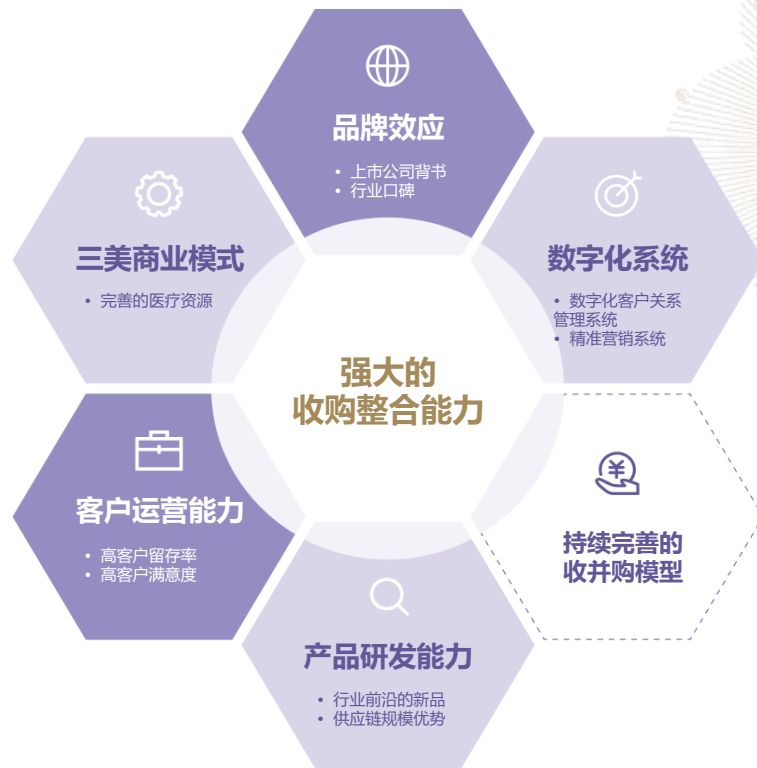 品牌效应
• 上市公司背书
• 行业口碑
三美商业模式
• 完善的医疗资源
数字化系统
• 数字化客户关系
管理系统
• 精准营销系统
强大的
收购整合能力
客户运营能力
• 高客户留存率
• 高客户满意度
¥
持续完善的
收并购模型
产品研发能力
• 行业前沿的新品
• 供应链规模优势